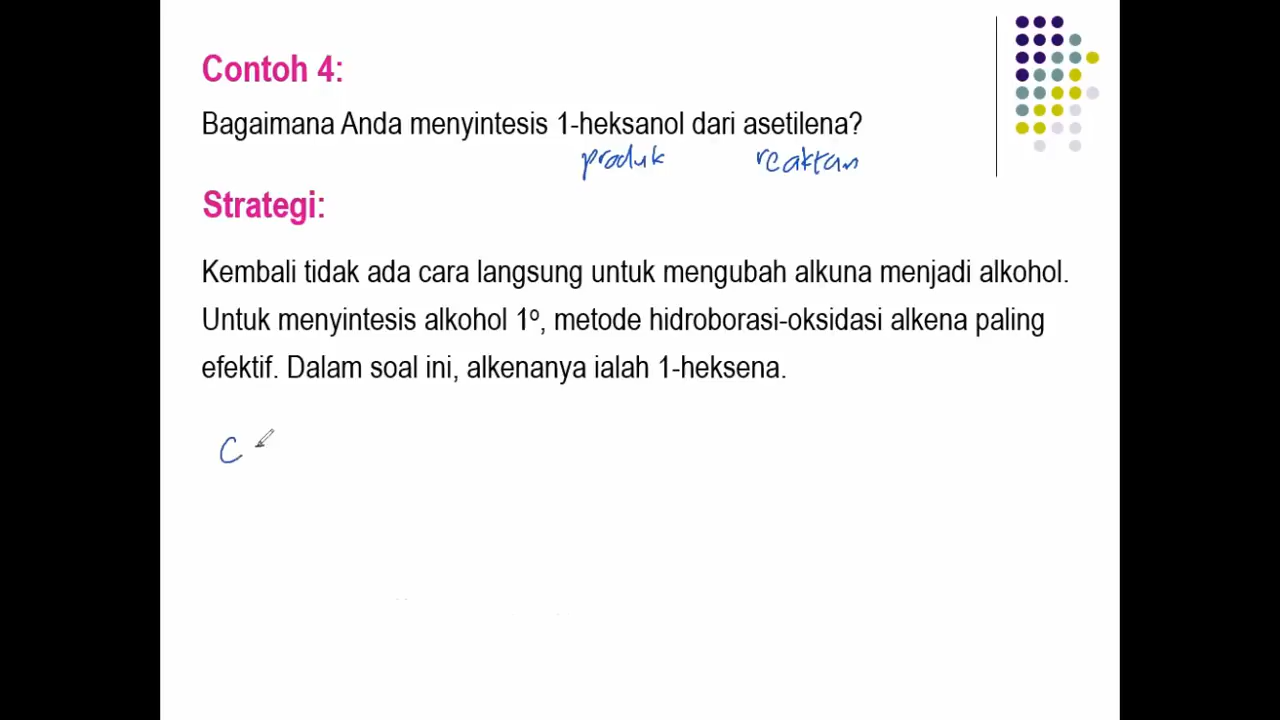 Contoh 4:
Bagaimana Anda menyintesis 1-heksanol dari asetilena?
produk reaktan
Strategi:
Kembali tidak ada cara langsung untuk mengubah alkuna menjadi alkohol.
Untuk menyintesis alkohol 1º, metode hidroborasi-oksidasi alkena paling
efektif. Dalam soal ini, alkenanya ialah 1-heksena.
C